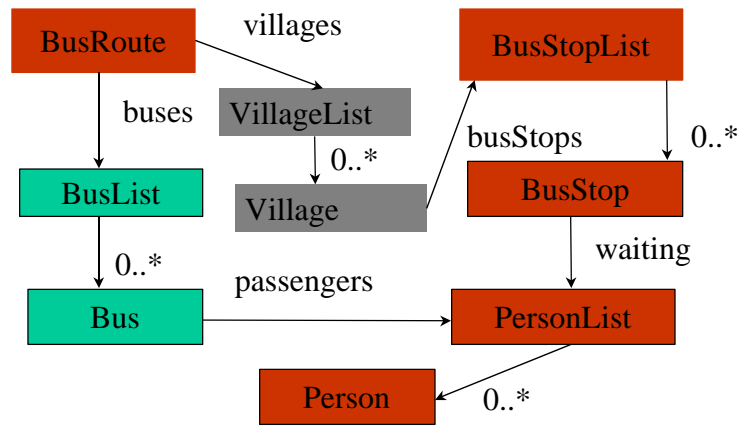 villages
BusRoute
BusStopList
buses
VillageList
busStops
0..*
0..*
BusList
Village
BusStop
0..*
waiting
passengers
Bus
PersonList
Person
0..*